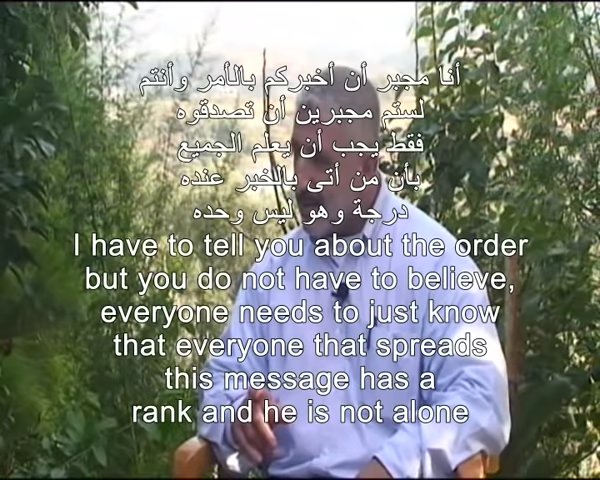 أنا مجبر أن أخبركم بالأمر وأنتم
لستم مجبرين أن تصدقوه
فقط يجب أن يعلم الجميع
بأن من أتى بالخبر عنده
درجة وهو ليس وحده
I have to tell you about the order
but you do not have to believe,
everyone needs to just know
that everyone that spreads
this message has a
rank and he is not alone